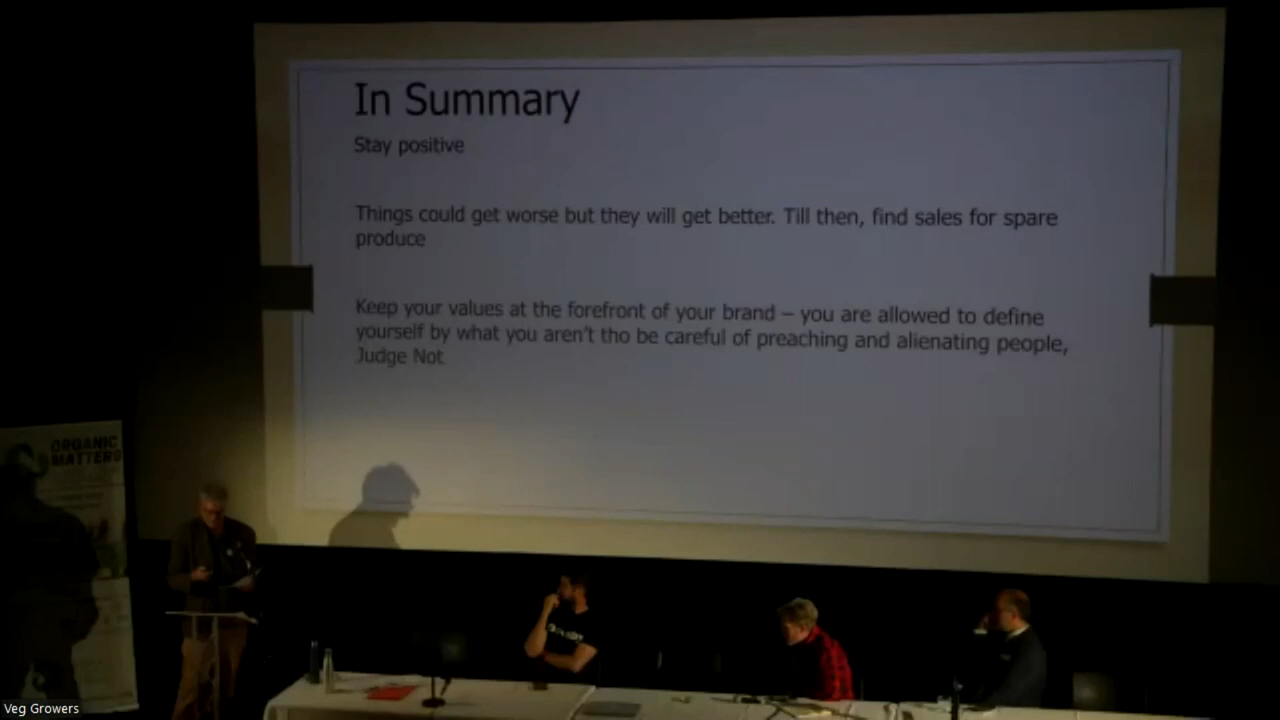 In Summary
Stay positive
Things could get worse but they will get better. Till then, find sales for spare
produce
Keep your values at the forefront of your brand – you are allowed to define
yourself by what you aren't tho be careful of preaching and alienating people,
Judge Not
ORGANIC
MATTERS
Veg Growers